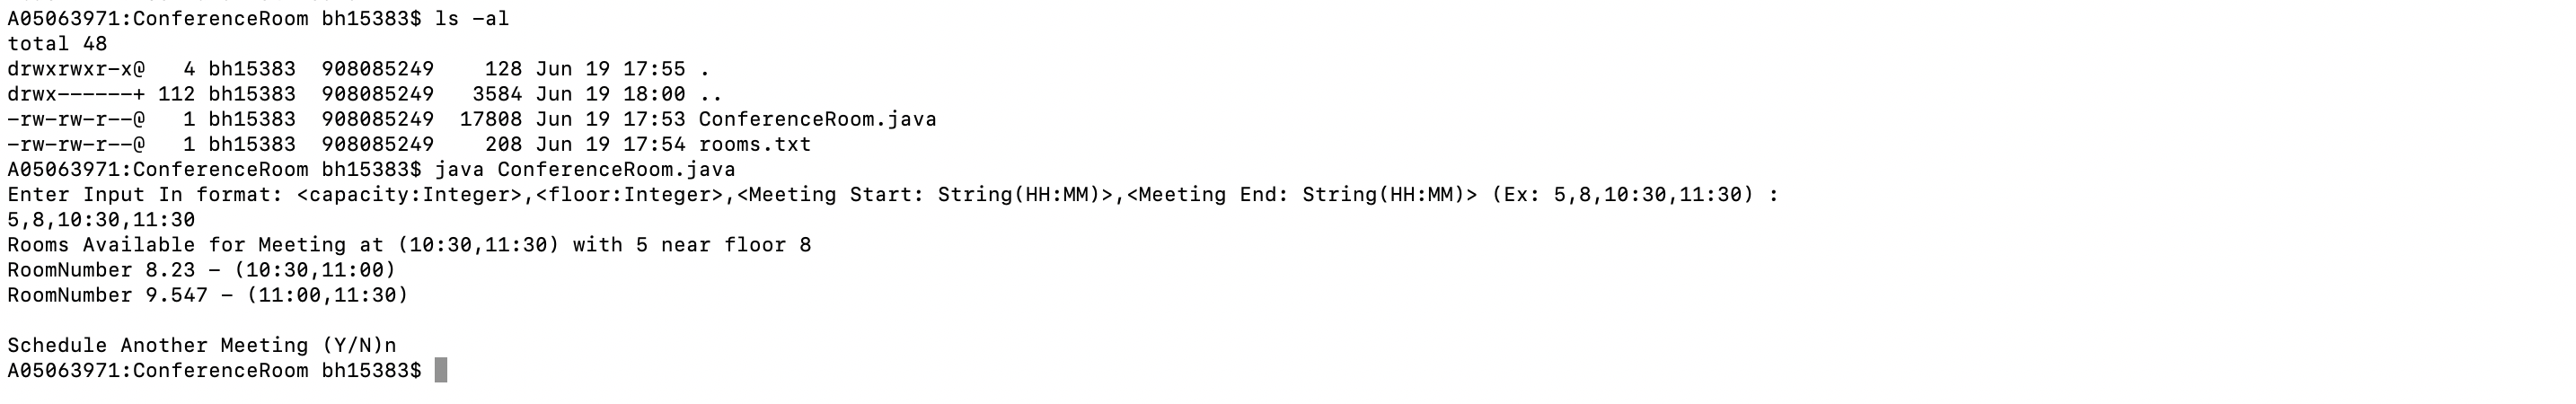 A05063971:ConferenceRoom bh15383$ ls -al
total 48
drwxrwxr-x@   4 bh15383  908085249    128 Jun 19 17:55 .
drwx------+ 112 bh15383  908085249   3584 Jun 19 18:00 ..
-rw-rw-r--@   1 bh15383  908085249  17808 Jun 19 17:53 ConferenceRoom.java
-rw-rw-r--@   1 bh15383  908085249    208 Jun 19 17:54 rooms.txt
A05063971:ConferenceRoom bh15383$ java ConferenceRoom.java
Enter Input In format: <capacity:Integer>,<floor:Integer>,<Meeting Start: String(HH:MM)>,<Meeting End: String(HH:MM)> (Ex: 5,8,10:30,11:30) :
5,8,10:30,11:30
Rooms Available for Meeting at (10:30,11:30) with 5 near floor 8
RoomNumber 8.23 - (10:30,11:00)
RoomNumber 9.547 - (11:00,11:30)

Schedule Another Meeting (Y/N)n
A05063971:ConferenceRoom bh15383$